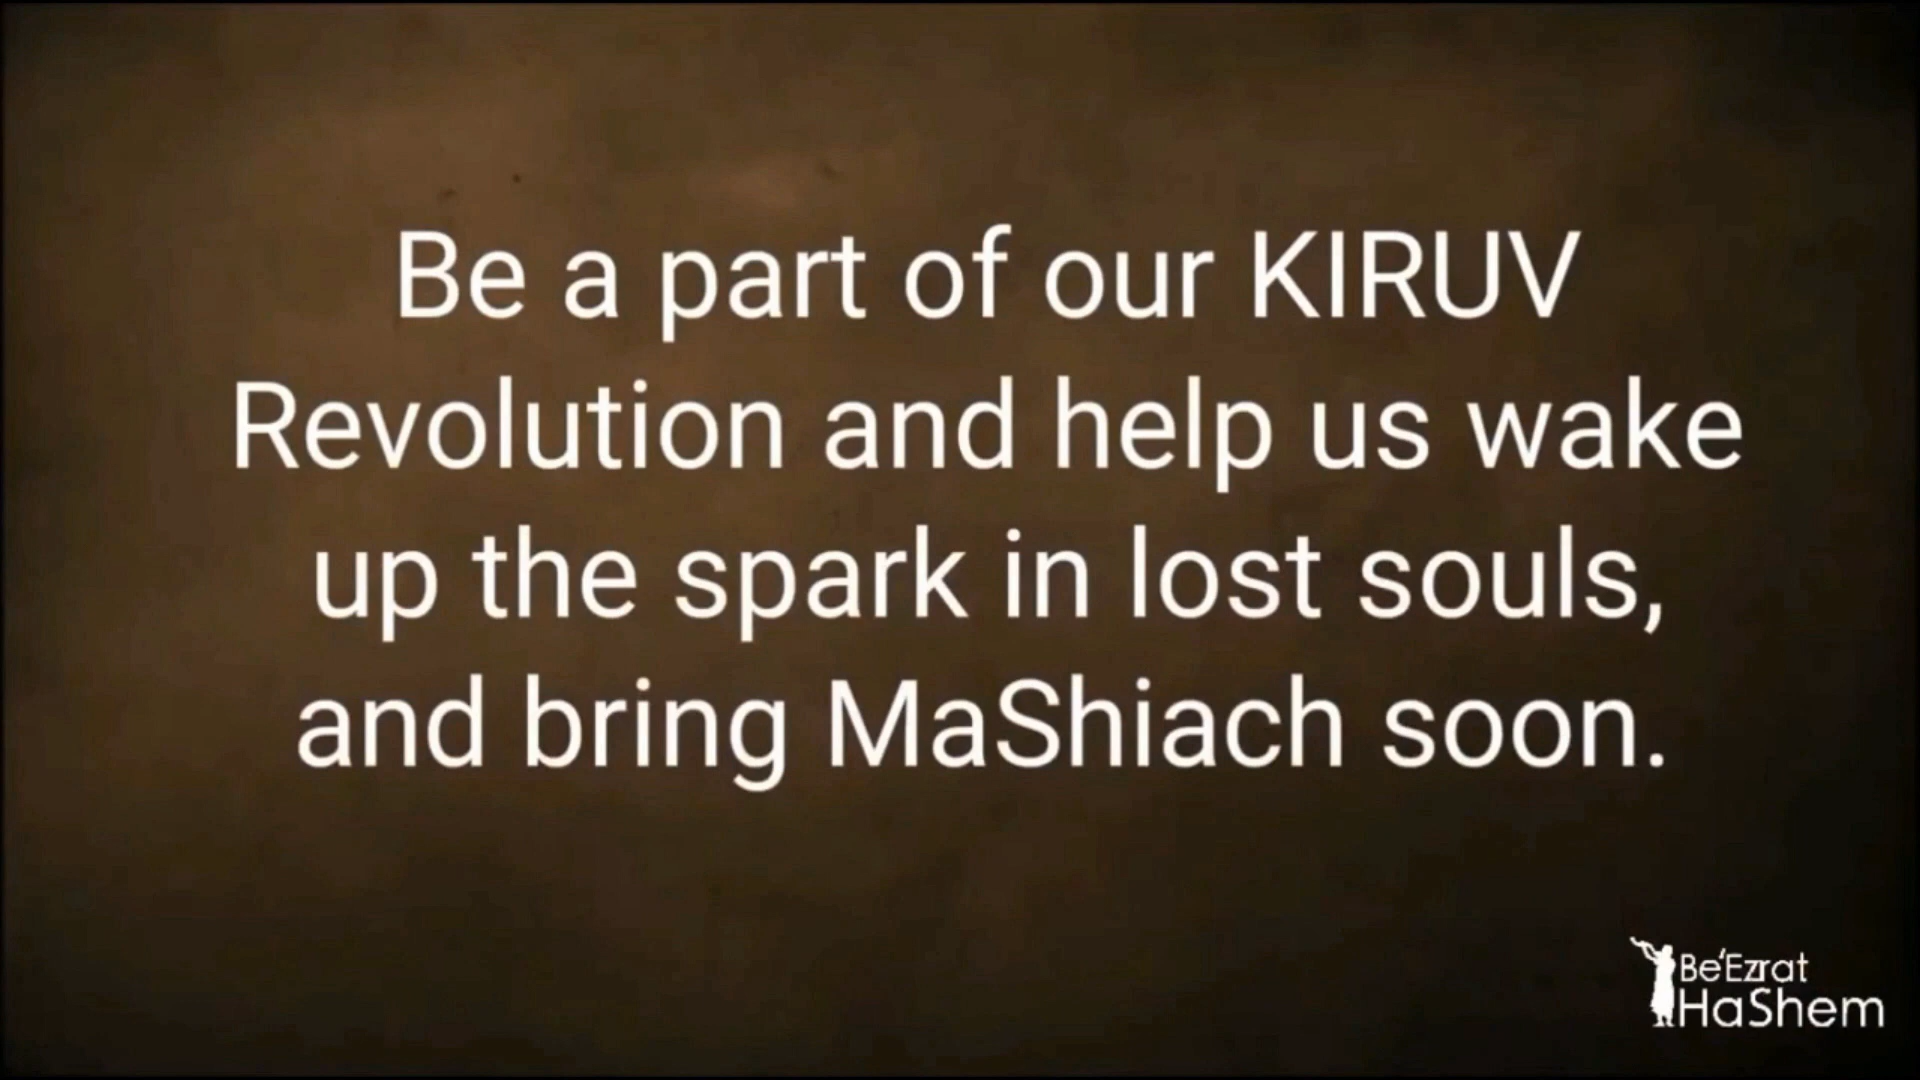 Be a part of our KIRUV
Revolution and help us wake
up the spark in lost souls,
and bring MaShiach soon.
Be'Ezrat
HaShem